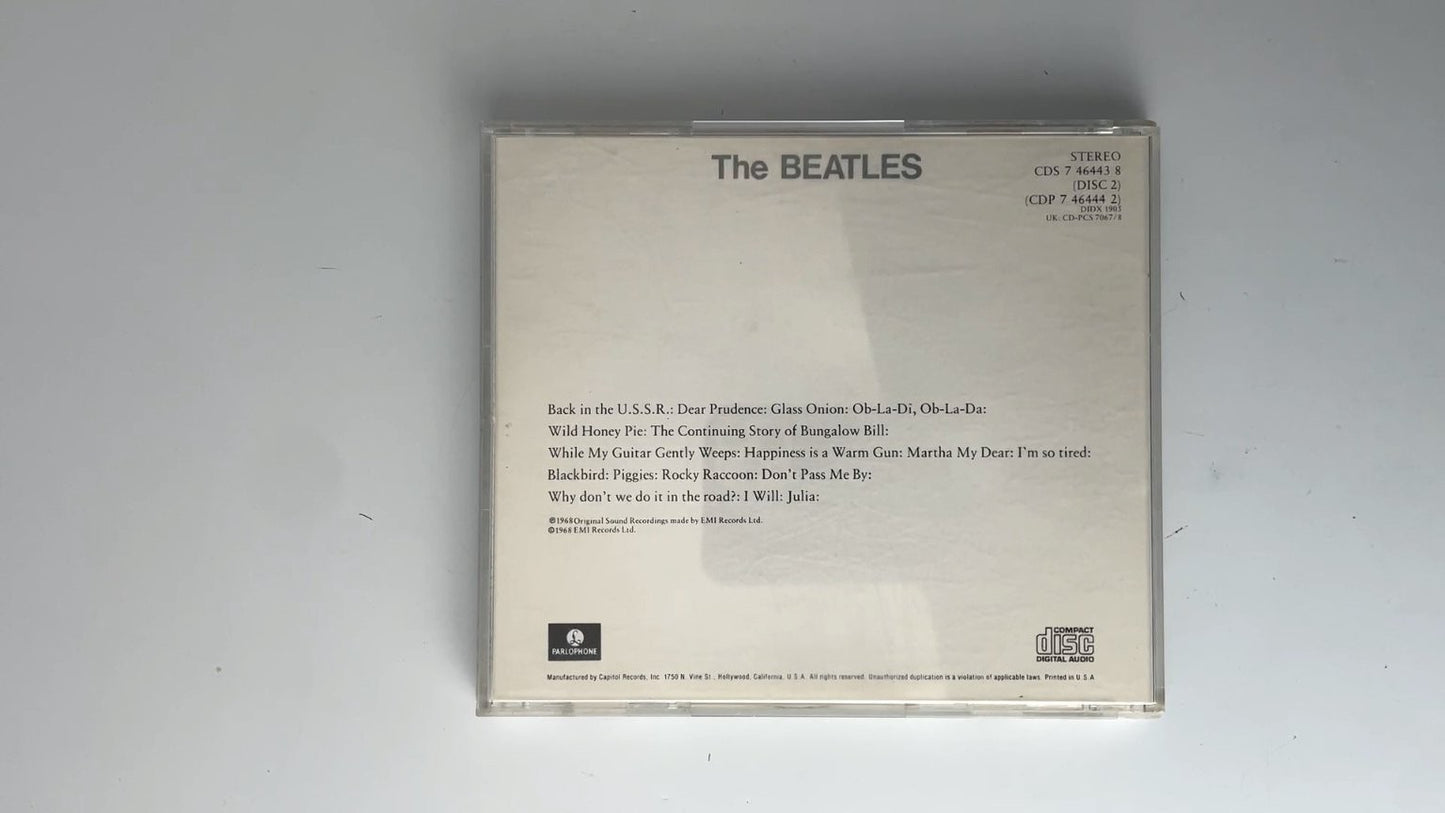 The BEATLES
STEREO
CDS 7 46443 8
(DISC 2)
(CDP 7 46444 2)
DIDX 1903
UK: CD-PCS 7067/8
Back in the U.S.S.R.: Dear Prudence: Glass Onion: Ob-La-Di, Ob-La-Da:
Wild Honey Pie: The Continuing Story of Bungalow Bill:
While My Guitar Gently Weeps: Happiness is a Warm Gun: Martha My Dear: I'm so tired:
Blackbird: Piggies: Rocky Raccoon: Don't Pass Me By:
Why don't we do it in the road?: I Will: Julia:
℗1968 Original Sound Recordings made by EMI Records Ltd.
©1968 EMI Records Ltd.
£
PARLOPHONE
COMPACT
disc
DIGITAL AUDIO
Manufactured by Capitol Records, Inc. 1750 N. Vine St., Hollywood, California, U.S.A. All rights reserved. Unauthorized duplication is a violation of applicable laws. Printed in U.S.A